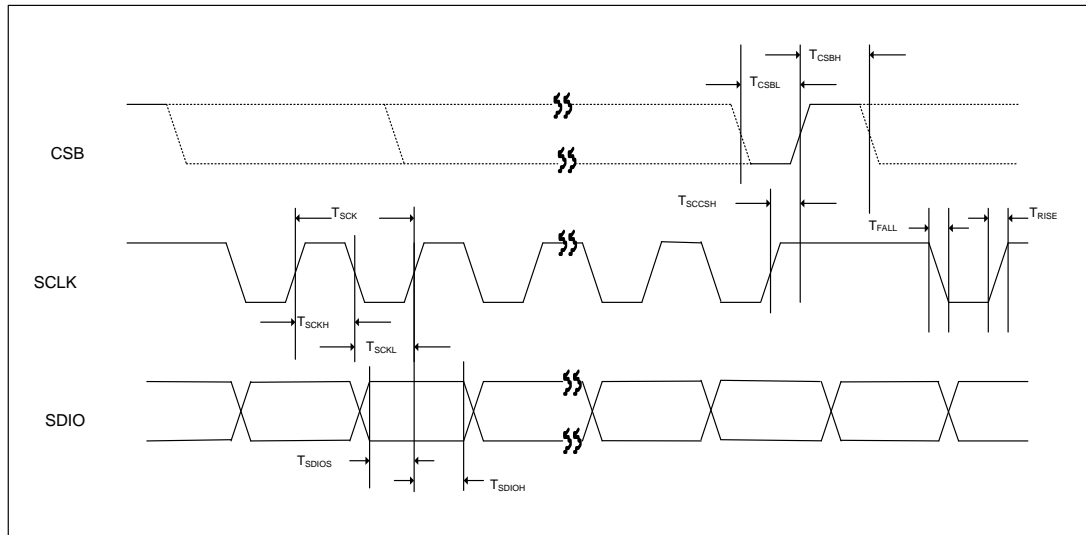 T_CSBH
T_CSBL
CSB
T_SCCSH
T_SCK
T_RISE
T_FALL
SCLK
T_SCKH
T_SCKL
SDIO
T_SDIOS
T_SDIOH